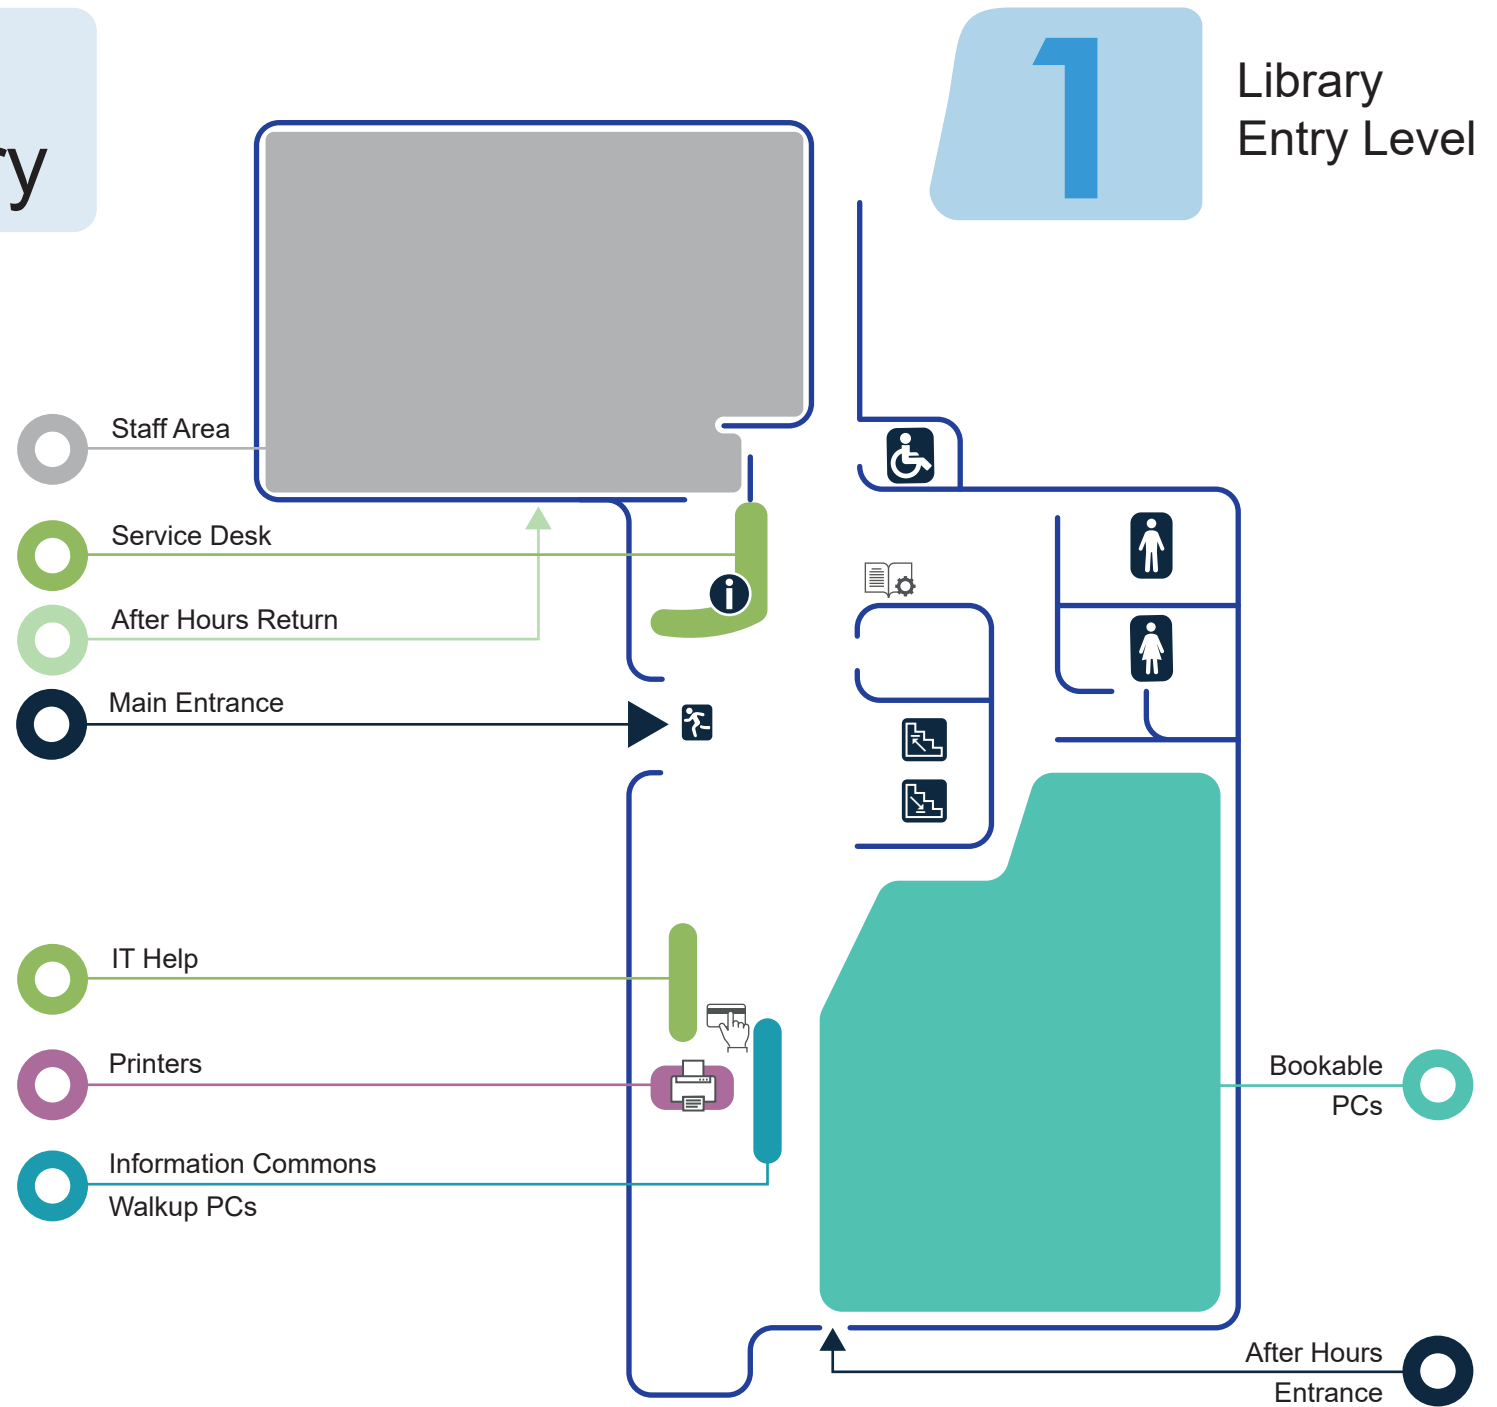 ry
1
Library
Entry Level
Staff Area
Service Desk
After Hours Return
Main Entrance
IT Help
Printers
Information Commons
Walkup PCs
Bookable
PCs
After Hours
Entrance